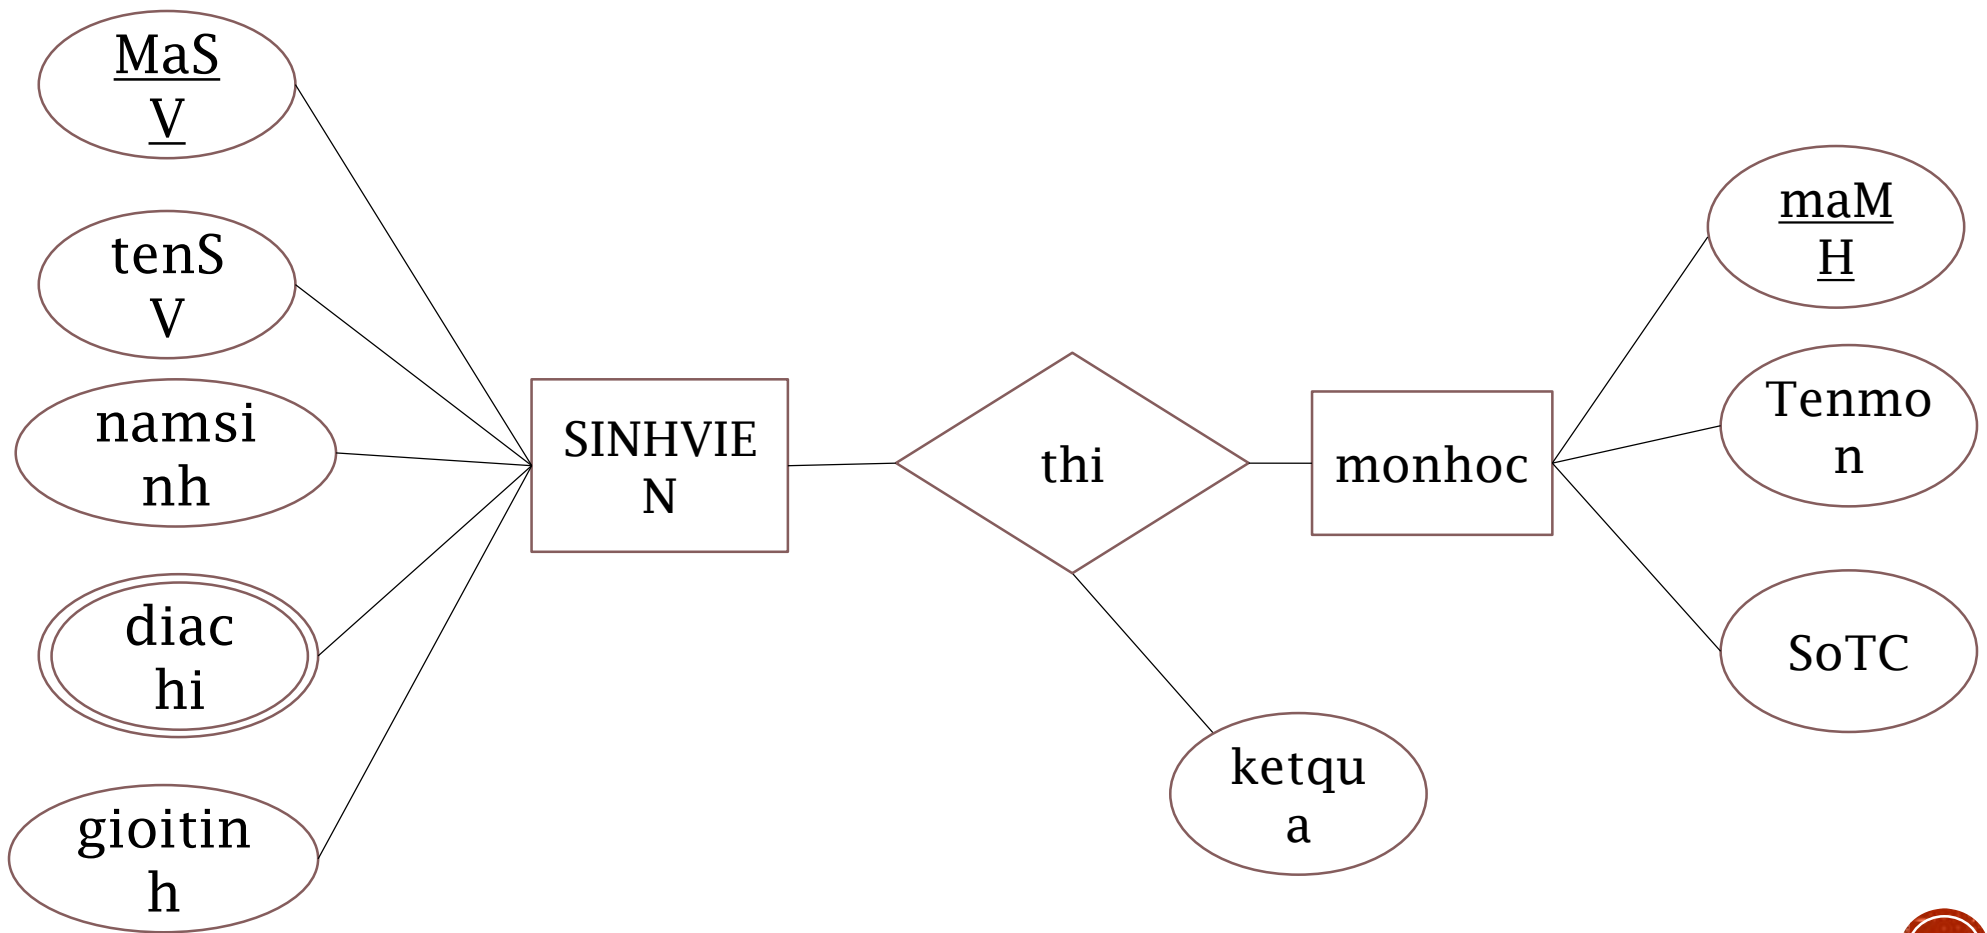 MaS
V
tenS
V
namsi
nh
diac
hi
gioitin
h
SINHVIE
N
thi
ketqu
a
monhoc
maM
H
Tenmo
n
SoTC